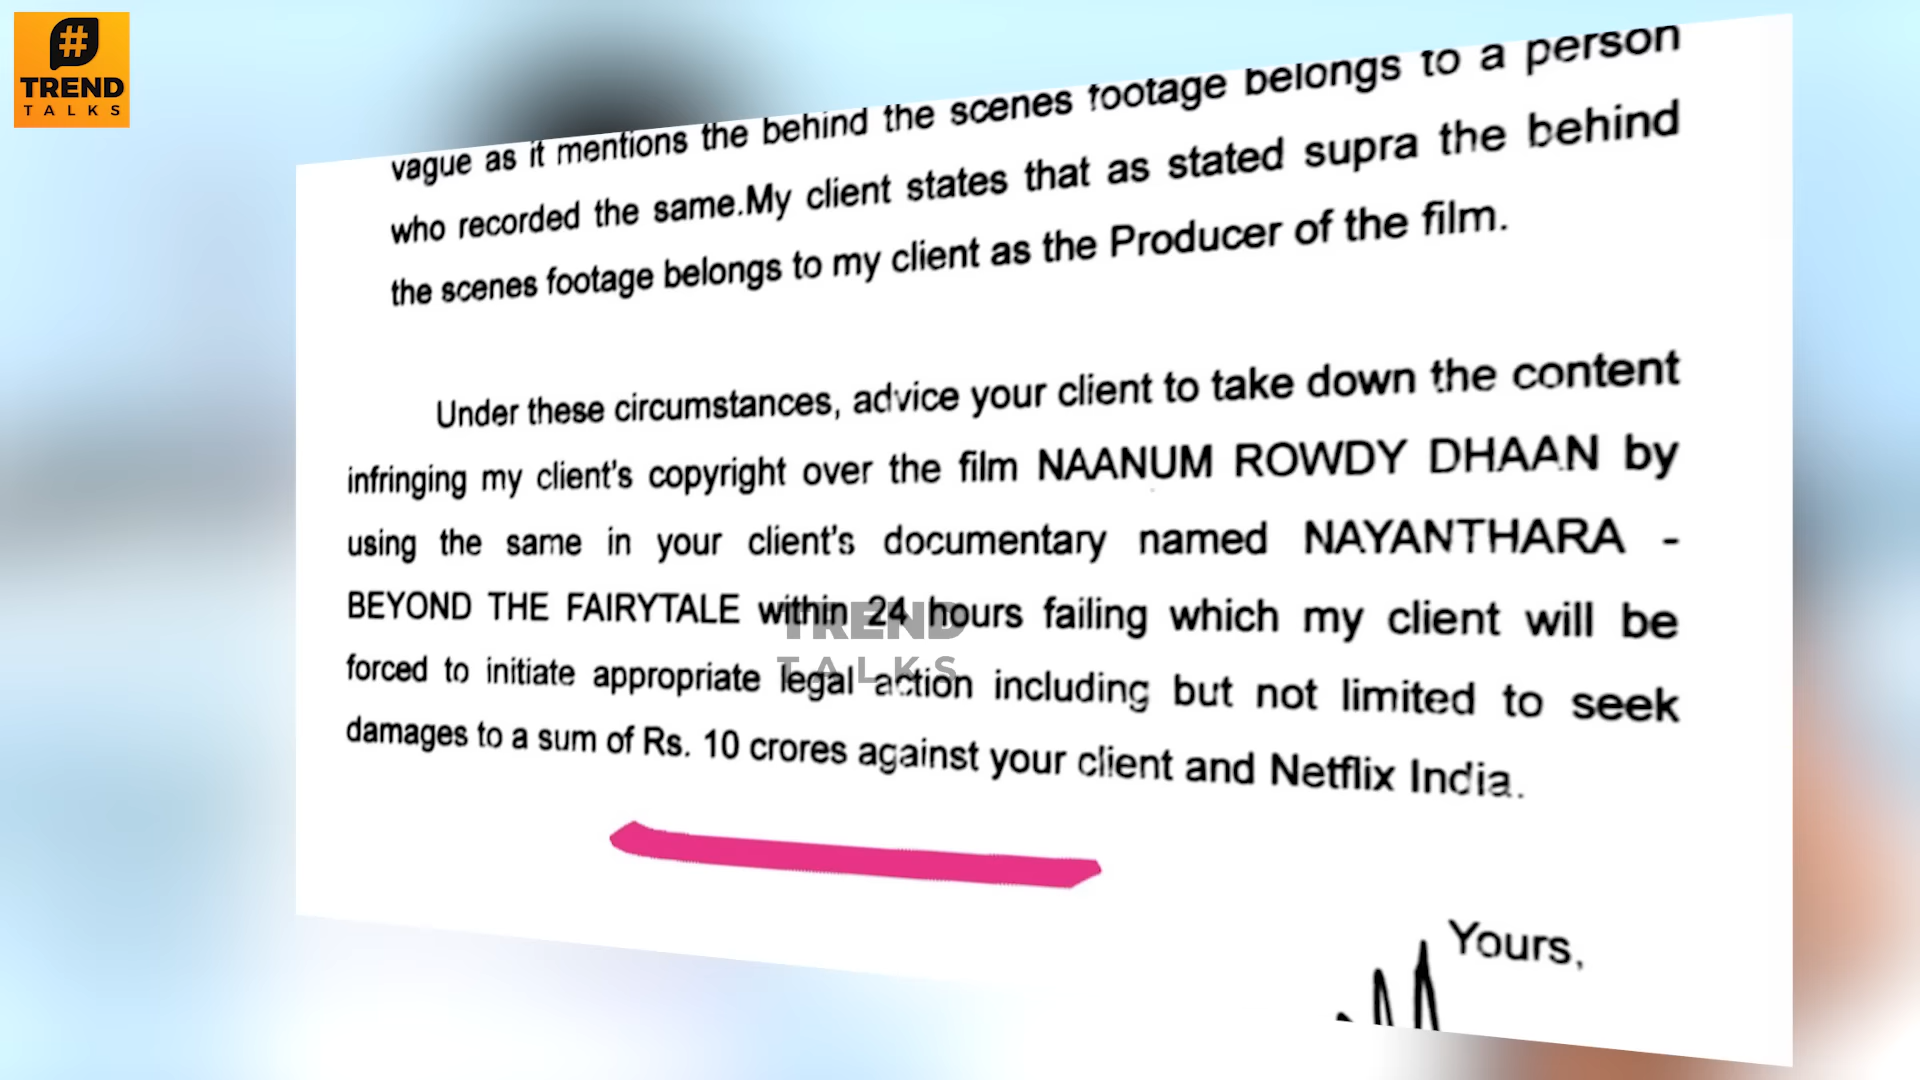 #
TREND
TALKS
vague as it mentions the behind the scenes footage belongs to a person
who recorded the same.My client states that as stated supra the behind
the scenes footage belongs to my client as the Producer of the film.
Under these circumstances, advice your client to take down the content
infringing my client's copyright over the film NAANUM ROWDY DHAAN by
using the same in your client's documentary named NAYANTHARA -
BEYOND THE FAIRYTALE within 24 hours failing which my client will be
forced to initiate appropriate legal action including but not limited to seek
damages to a sum of Rs. 10 crores against your client and Netflix India.
TREND
TALKS
Yours,